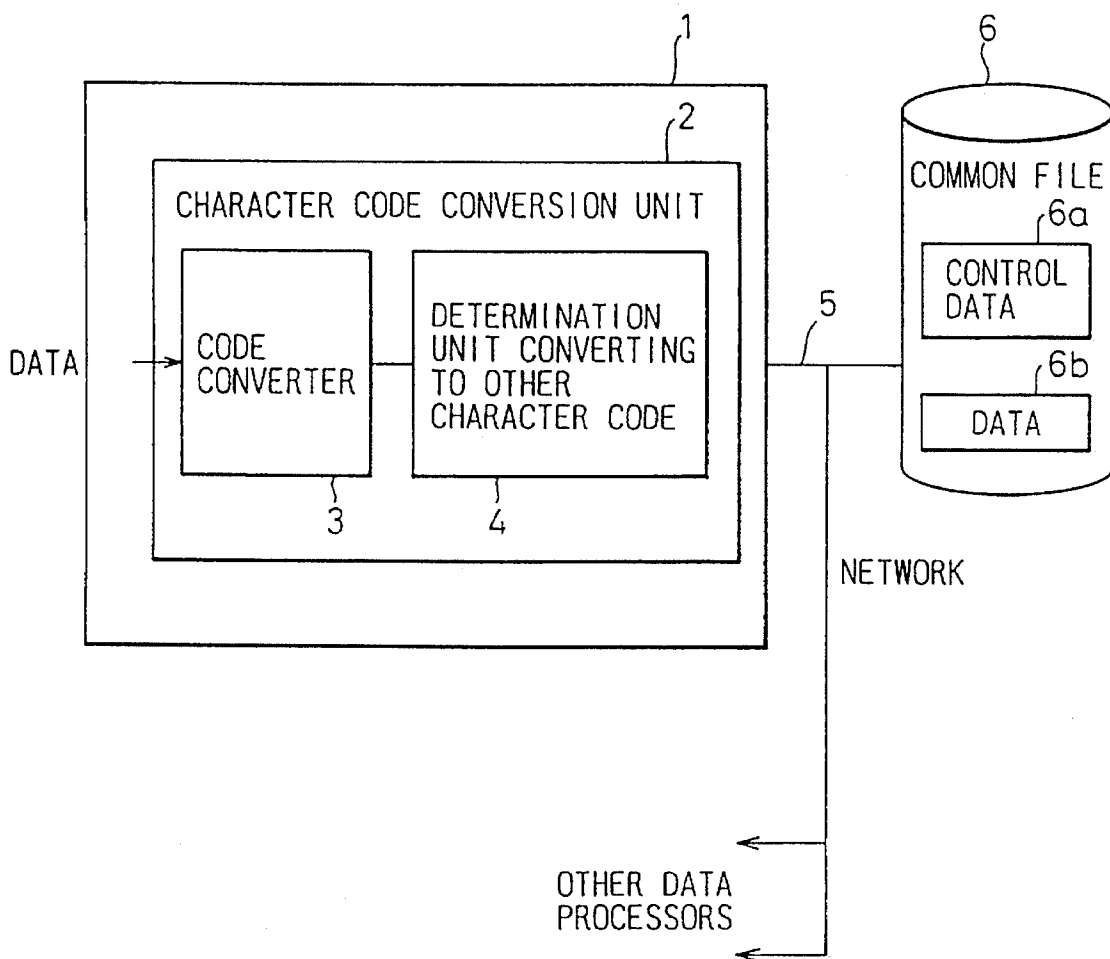 1
6
2
CHARACTER CODE CONVERSION UNIT
COMMON FILE
6a
CONTROL
DATA
5
DATA
CODE
CONVERTER
DETERMINATION
UNIT CONVERTING
TO OTHER
CHARACTER CODE
6b
DATA
3
4
NETWORK
OTHER DATA
PROCESSORS